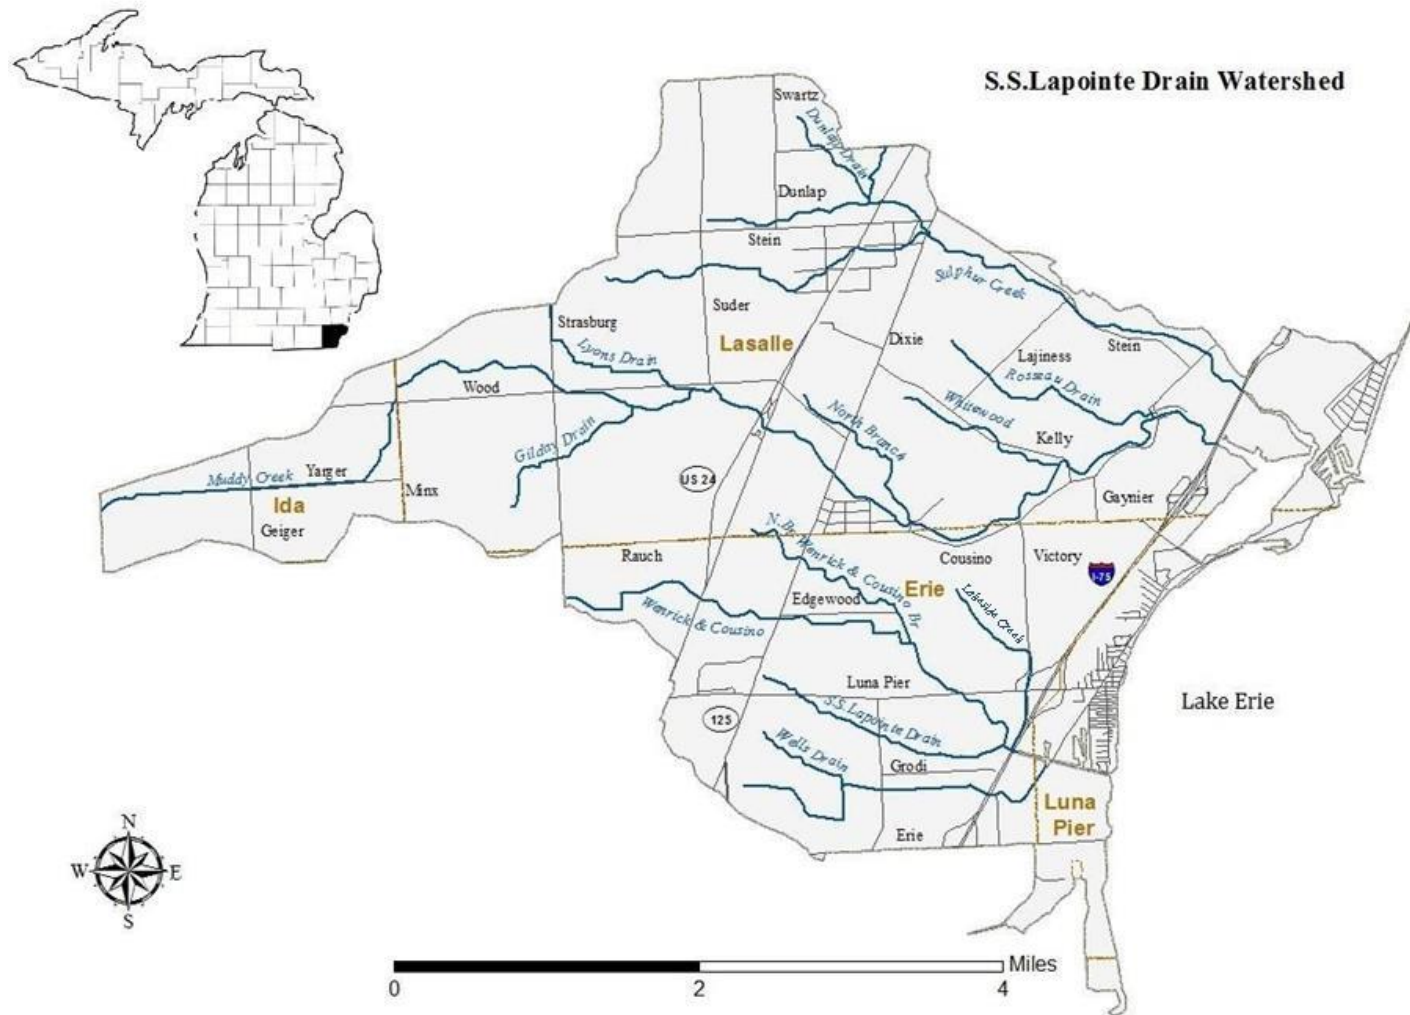 S.S.Lapointe Drain Watershed
Swartz
Dunlap Drain
Dunlap
Stein
Sulphur Creek
Suder
Strasburg
Lasalle
Dixie
Lajiness
Stein
Lyons Drain
Rosseau Drain
Wood
Whitewood
North Branch
Kelly
Gilday Drain
Muddy Creek
Yarger
Minx
US 24
Gaynier
Ida
Geiger
N. Br. Wenrick & Cousino Br
Rauch
Cousino
Victory
I-75
Erie
Edgewood
Lakeside Creek
Wenrick & Cousino
Luna Pier
Lake Erie
S.S.Lapointe Drain
125
Wells Drain
Grodi
Luna
Pier
Erie
N
W
E
S
Miles
0
2
4